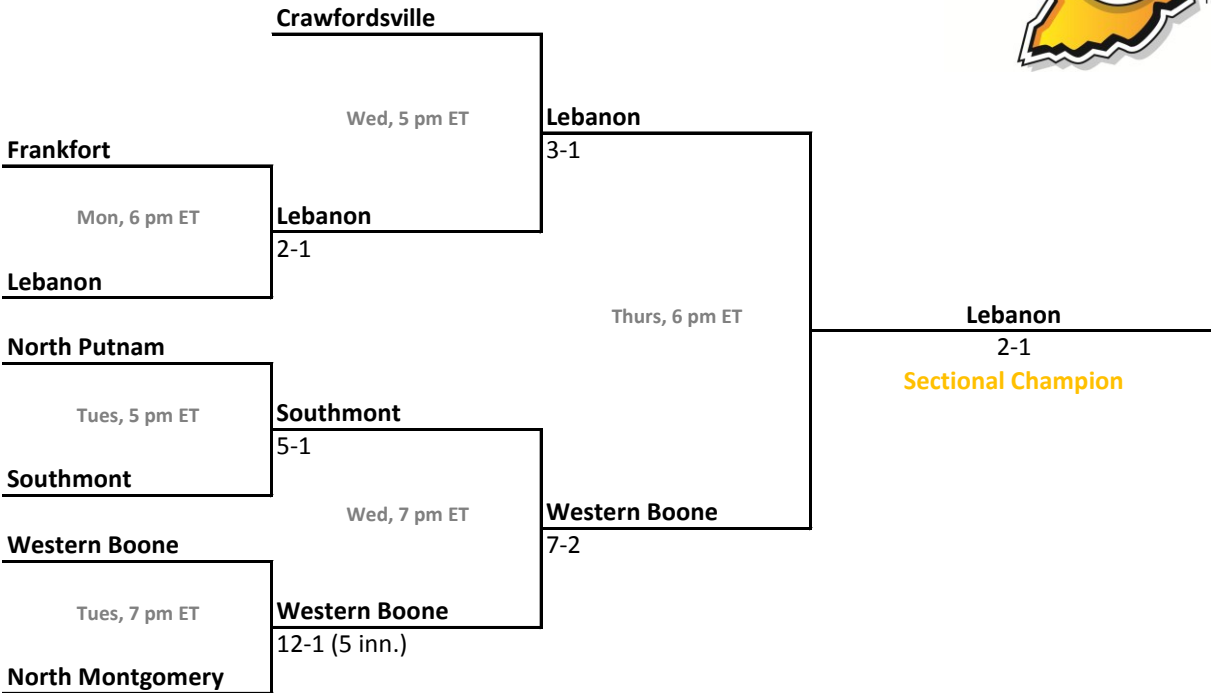 Crawfordsville
Wed, 5 pm ET
Lebanon
Frankfort
3-1
Mon, 6 pm ET
Lebanon
2-1
Lebanon
Thurs, 6 pm ET
Lebanon
North Putnam
2-1
Sectional Champion
Tues, 5 pm ET
Southmont
5-1
Southmont
Wed, 7 pm ET
Western Boone
Western Boone
7-2
Tues, 7 pm ET
Western Boone
12-1 (5 inn.)
North Montgomery